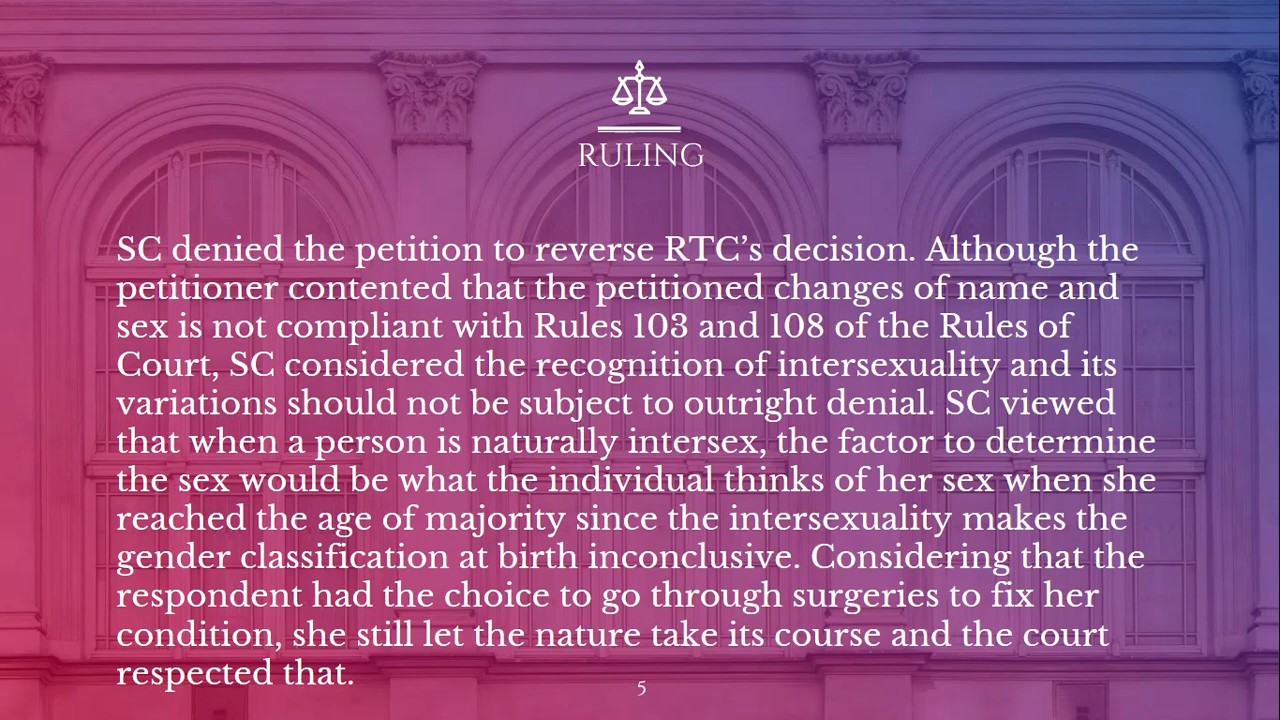 RULING
SC denied the petition to reverse RTC’s decision. Although the
petitioner contented that the petitioned changes of name and
sex is not compliant with Rules 103 and 108 of the Rules of
Court, SC considered the recognition of intersexuality and its
variations should not be subject to outright denial. SC viewed
that when a person is naturally intersex, the factor to determine
the sex would be what the individual thinks of her sex when she
reached the age of majority since the intersexuality makes the
gender classification at birth inconclusive. Considering that the
respondent had the choice to go through surgeries to fix her
condition, she still let the nature take its course and the court
respected that.
5